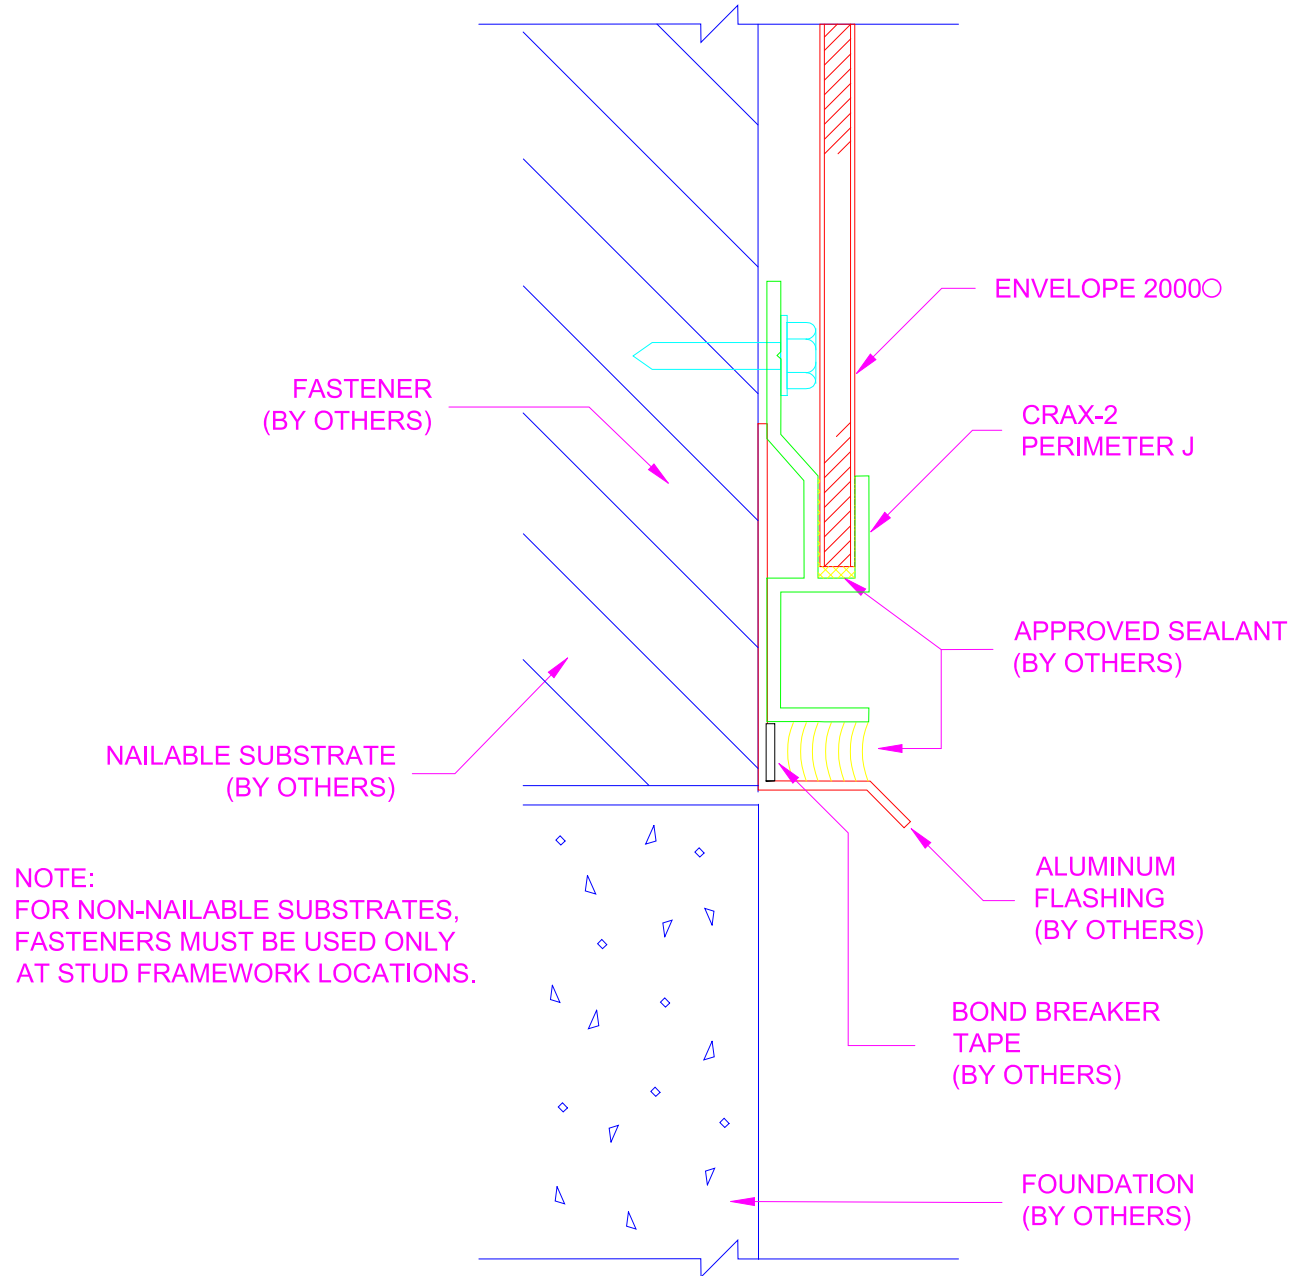 ENVELOPE 2000○
FASTENER
(BY OTHERS)
CRAX-2
PERIMETER J
APPROVED SEALANT
(BY OTHERS)
NAILABLE SUBSTRATE
(BY OTHERS)
NOTE:
FOR NON-NAILABLE SUBSTRATES,
FASTENERS MUST BE USED ONLY
AT STUD FRAMEWORK LOCATIONS.
ALUMINUM
FLASHING
(BY OTHERS)
BOND BREAKER
TAPE
(BY OTHERS)
FOUNDATION
(BY OTHERS)